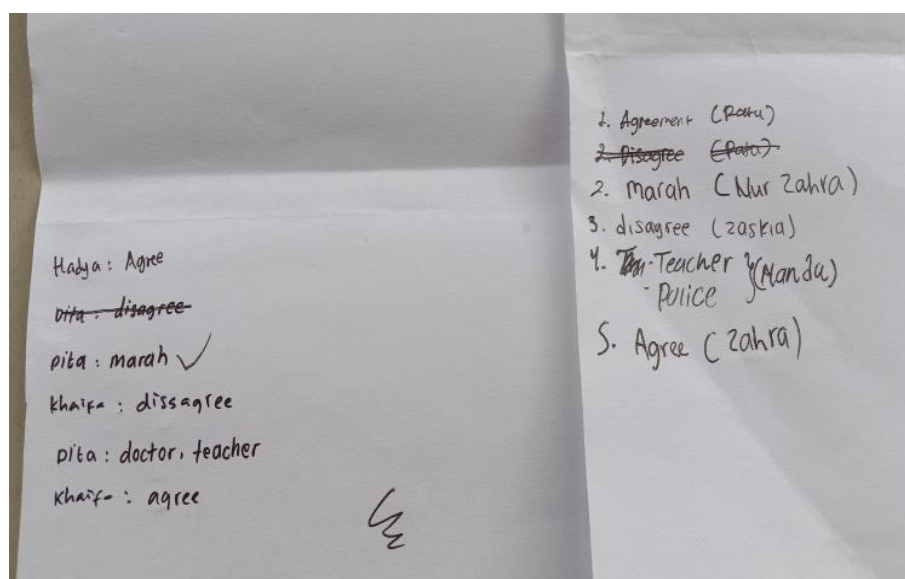 Hadya : Agree
Dita : disagree
Dita : marah ✓
Khaifa : dissagree
Dita : doctor, teacher
Khaifa : agree
1. Agreement (Ratu)
2. Disagree (Ratu)
2. marah (Nur Zahra)
3. disagree (Zaskia)
4. - Teacher } (Nanda)
- Police
5. Agree (Zahra)